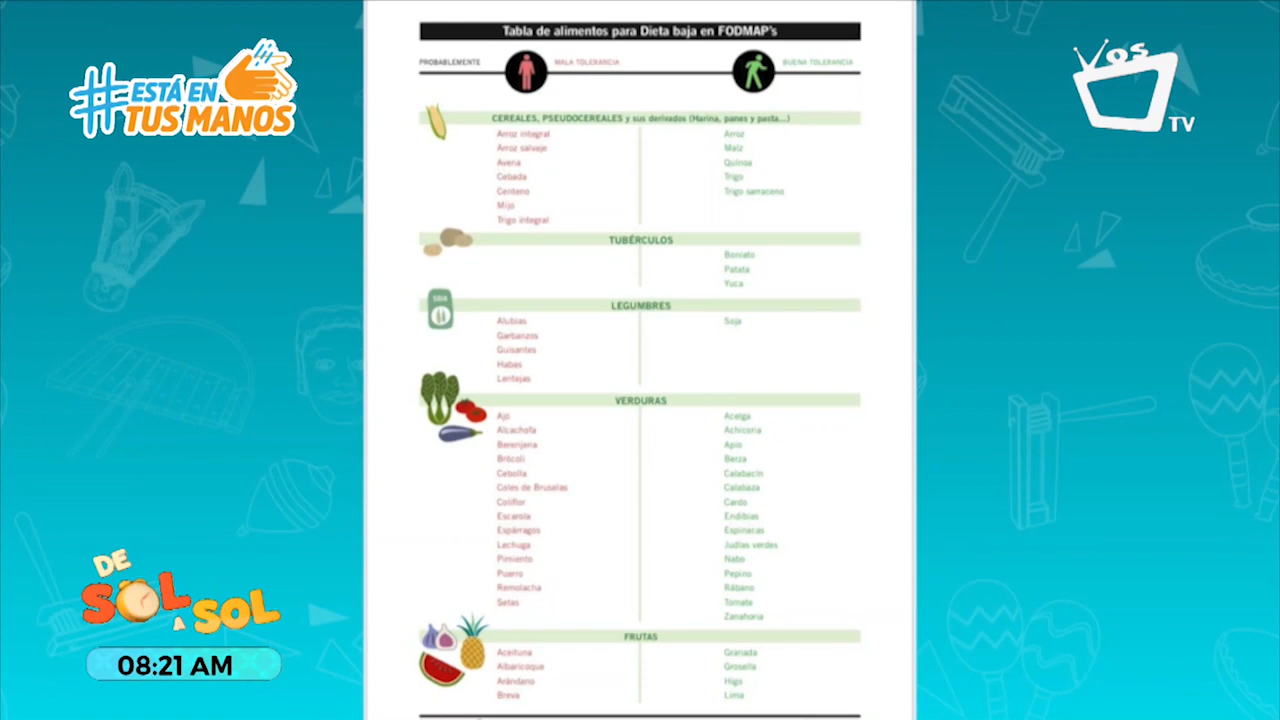 Tabla de alimentos para Dieta baja en FODMAP's
PROBABLEMENTE
MALA TOLERANCIA
BUENA TOLERANCIA
#ESTÁ EN
TUS MANOS
VOS
TV
CEREALES, PSEUDOCEREALES y sus derivados (Harina, panes y pasta...)
Arroz integral
Arroz salvaje
Avena
Cebada
Centeno
Mijo
Trigo integral
Arroz
Maíz
Quinoa
Trigo
Trigo sarraceno
TUBÉRCULOS
Boniato
Patata
Yuca
SOJA
LEGUMBRES
Alubias
Garbanzos
Guisantes
Habas
Lentejas
Soja
VERDURAS
Ajo
Alcachofa
Berenjena
Brócoli
Cebolla
Coles de Bruselas
Coliflor
Escarola
Espárragos
Lechuga
Pimiento
Puerro
Remolacha
Setas
Acelga
Achicoria
Apio
Berza
Calabacín
Calabaza
Cardo
Endibias
Espinacas
Judías verdes
Nabo
Pepino
Rábano
Tomate
Zanahoria
FRUTAS
Aceituna
Albaricoque
Arándano
Breva
Granada
Grosella
Higo
Lima
DE
SOL
A
SOL
08:21 AM